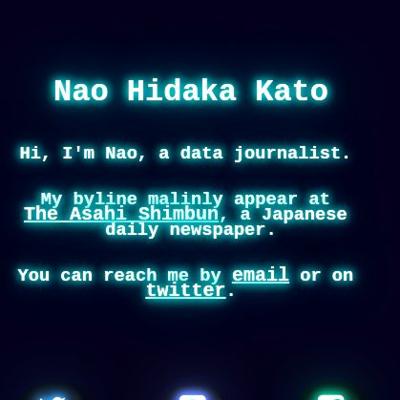 Nao Hidaka Kato
Hi, I'm Nao, a data journalist.
My byline malinly appear at
The Asahi Shimbun, a Japanese
daily newspaper.
You can reach me by email or on
twitter.